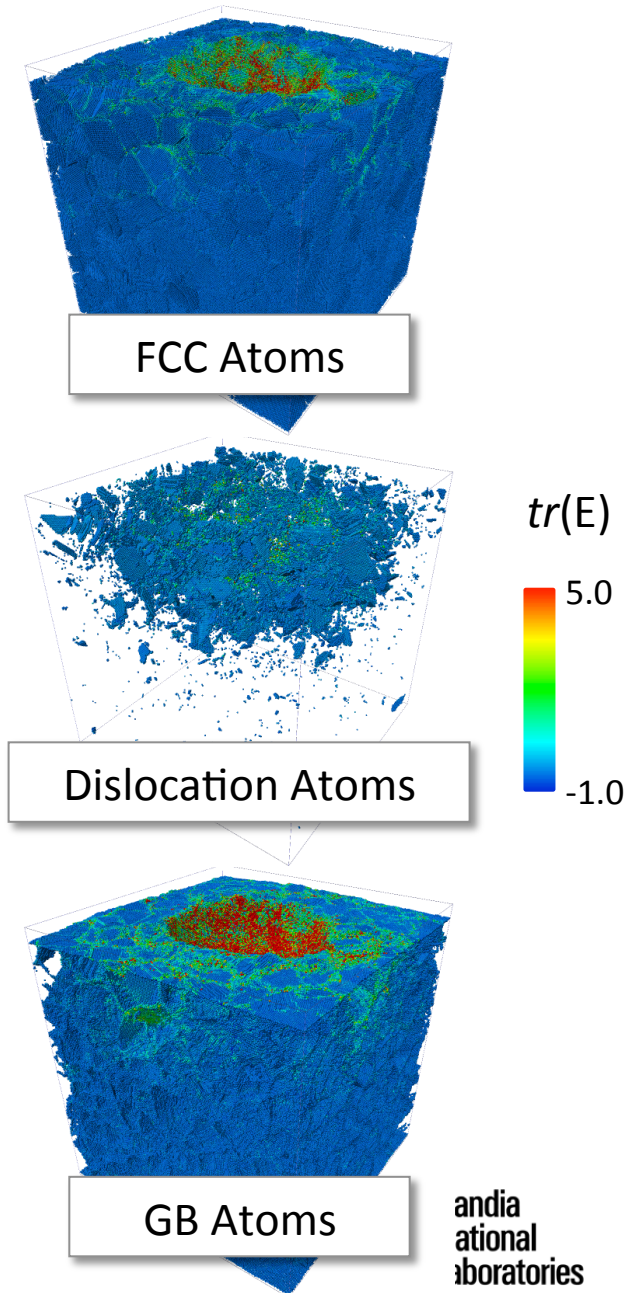 FCC Atoms
tr(E)
5.0
-1.0
Dislocation Atoms
GB Atoms
andia
ational
aboratories